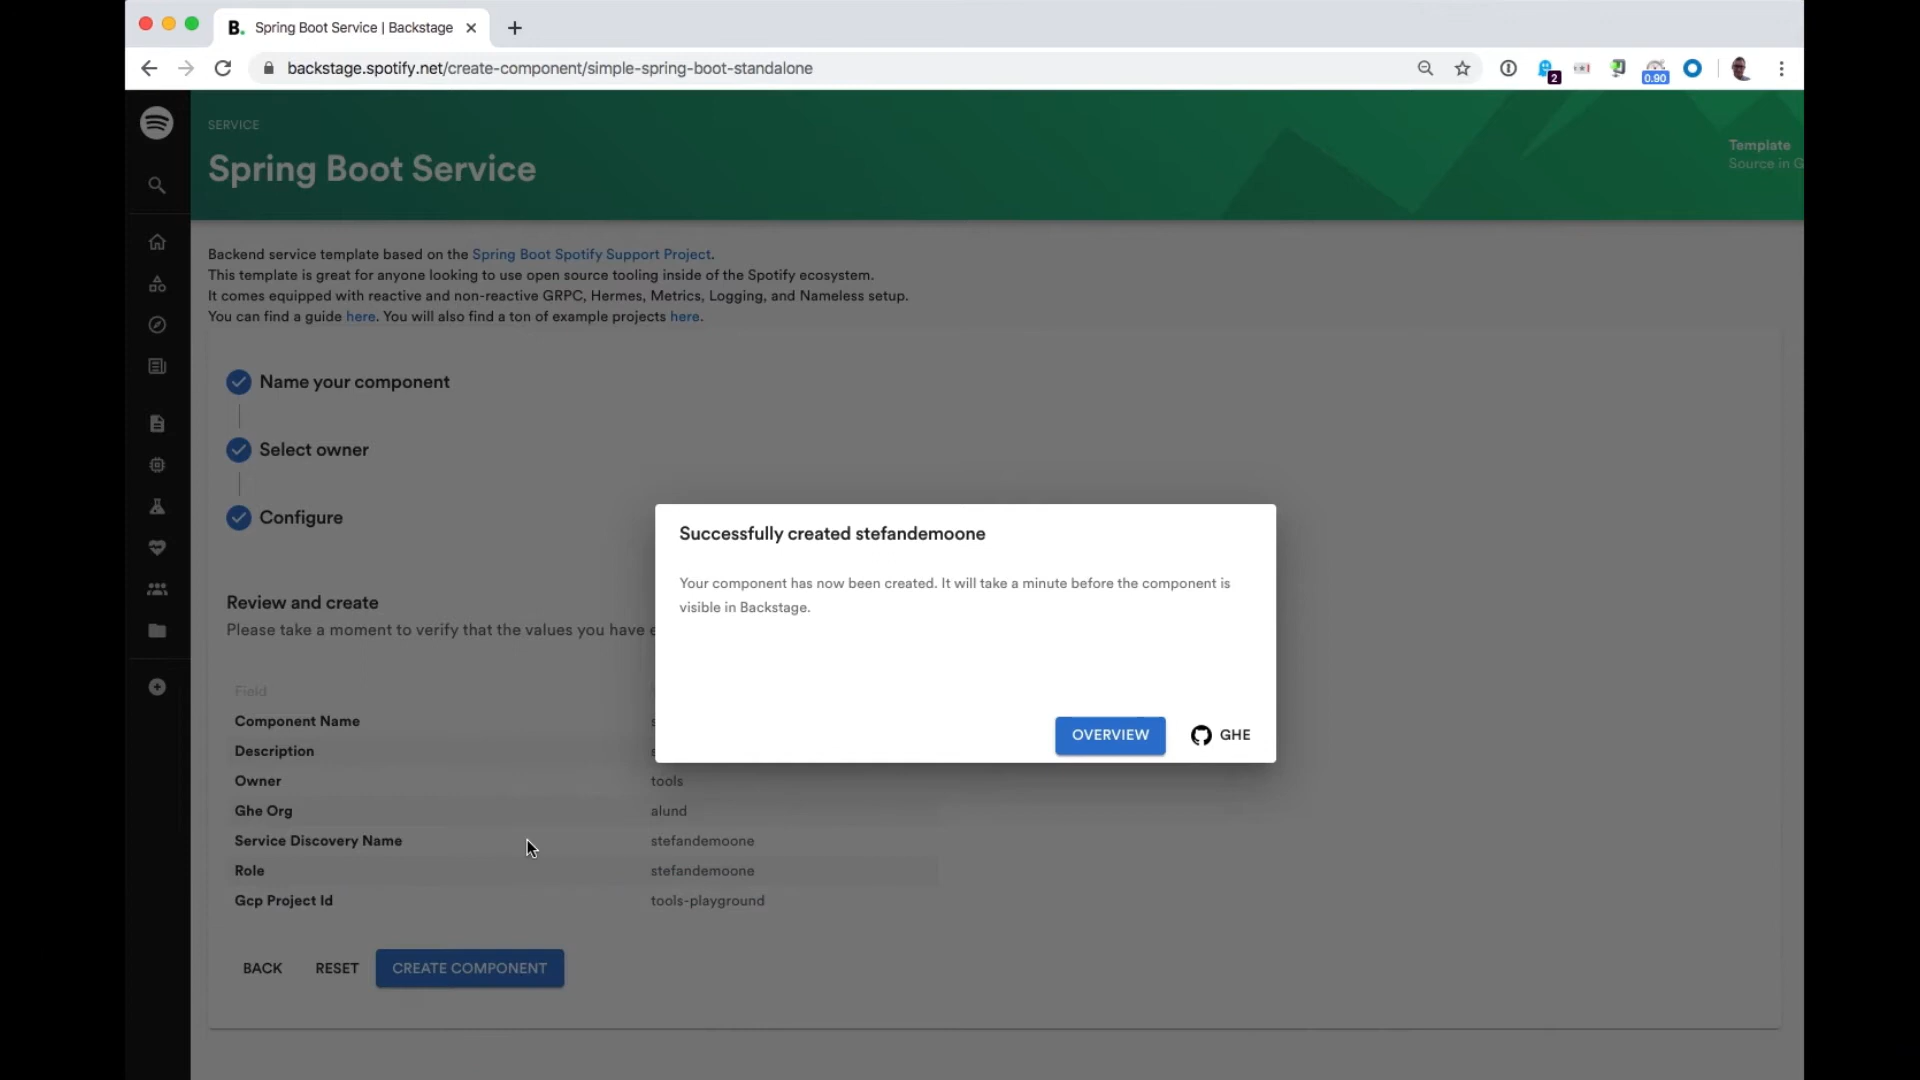 B. Spring Boot Service | Backstage
backstage.spotify.net/create-component/simple-spring-boot-standalone
2
0.90
SERVICE
Spring Boot Service
Template
Source in G
Backend service template based on the Spring Boot Spotify Support Project.
This template is great for anyone looking to use open source tooling inside of the Spotify ecosystem.
It comes equipped with reactive and non-reactive GRPC, Hermes, Metrics, Logging, and Nameless setup.
You can find a guide here. You will also find a ton of example projects here.
Name your component
Select owner
Configure
Successfully created stefandemoone
Your component has now been created. It will take a minute before the component is
visible in Backstage.
OVERVIEW
GHE
Review and create
Please take a moment to verify that the values you have e
Field
Component Name
Description
Owner tools
Ghe Org alund
Service Discovery Name stefandemoone
Role stefandemoone
Gcp Project Id tools-playground
BACK RESET CREATE COMPONENT